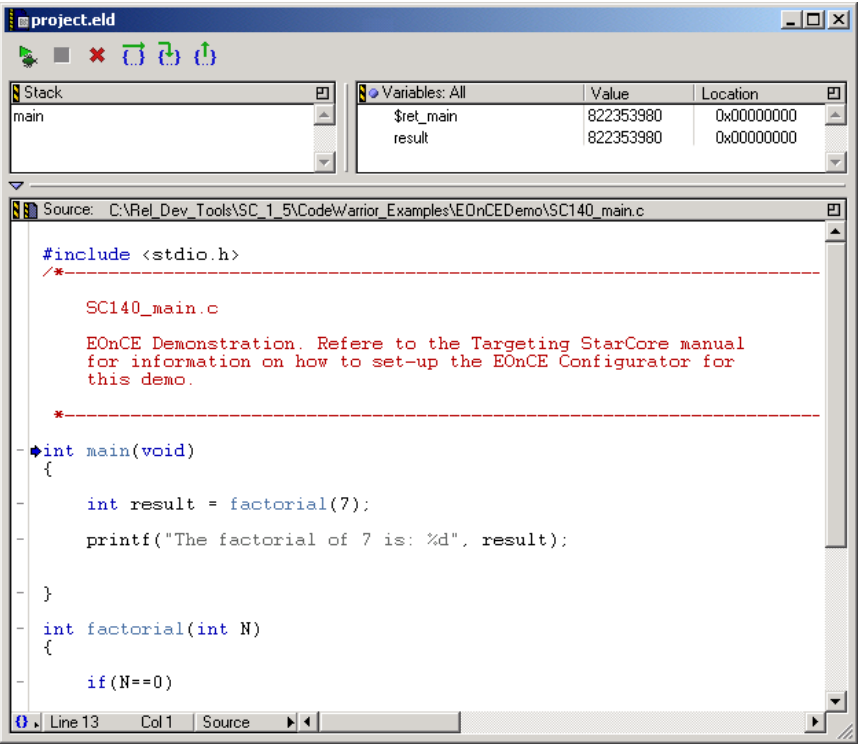 project.eld
Stack
main
Variables: All Value Location
$ret_main 822353980 0x00000000
result 822353980 0x00000000
Source: C:\Rel_Dev_Tools\SC_1_5\CodeWarrior_Examples\EOnCEDemo\SC140_main.c
#include <stdio.h>
/*----------------------------------------------------------------------
SC140_main.c
EOnCE Demonstration. Refere to the Targeting StarCore manual
for information on how to set-up the EOnCE Configurator for
this demo.
*----------------------------------------------------------------------
int main(void)
{
int result = factorial(7);
printf("The factorial of 7 is: %d", result);
}
int factorial(int N)
{
if(N==0)
Line 13 Col 1 Source